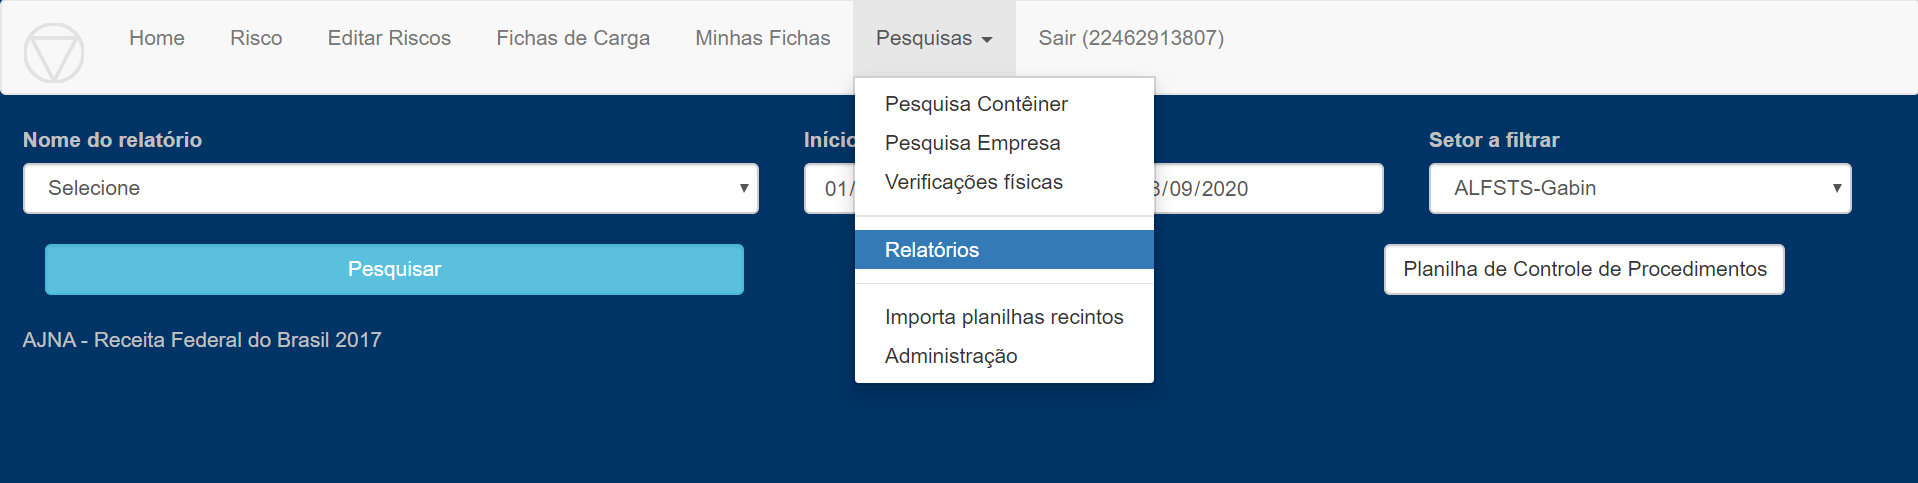 Home Risco Editar Riscos Fichas de Carga Minhas Fichas Pesquisas Sair (22462913807)
Pesquisa Contêiner
Pesquisa Empresa
Verificações físicas
Relatórios
Importa planilhas recintos
Administração
Nome do relatório Início Setor a filtrar
Selecione 01/ /09/2020 ALFSTS-Gabin
Pesquisar Planilha de Controle de Procedimentos
AJNA - Receita Federal do Brasil 2017